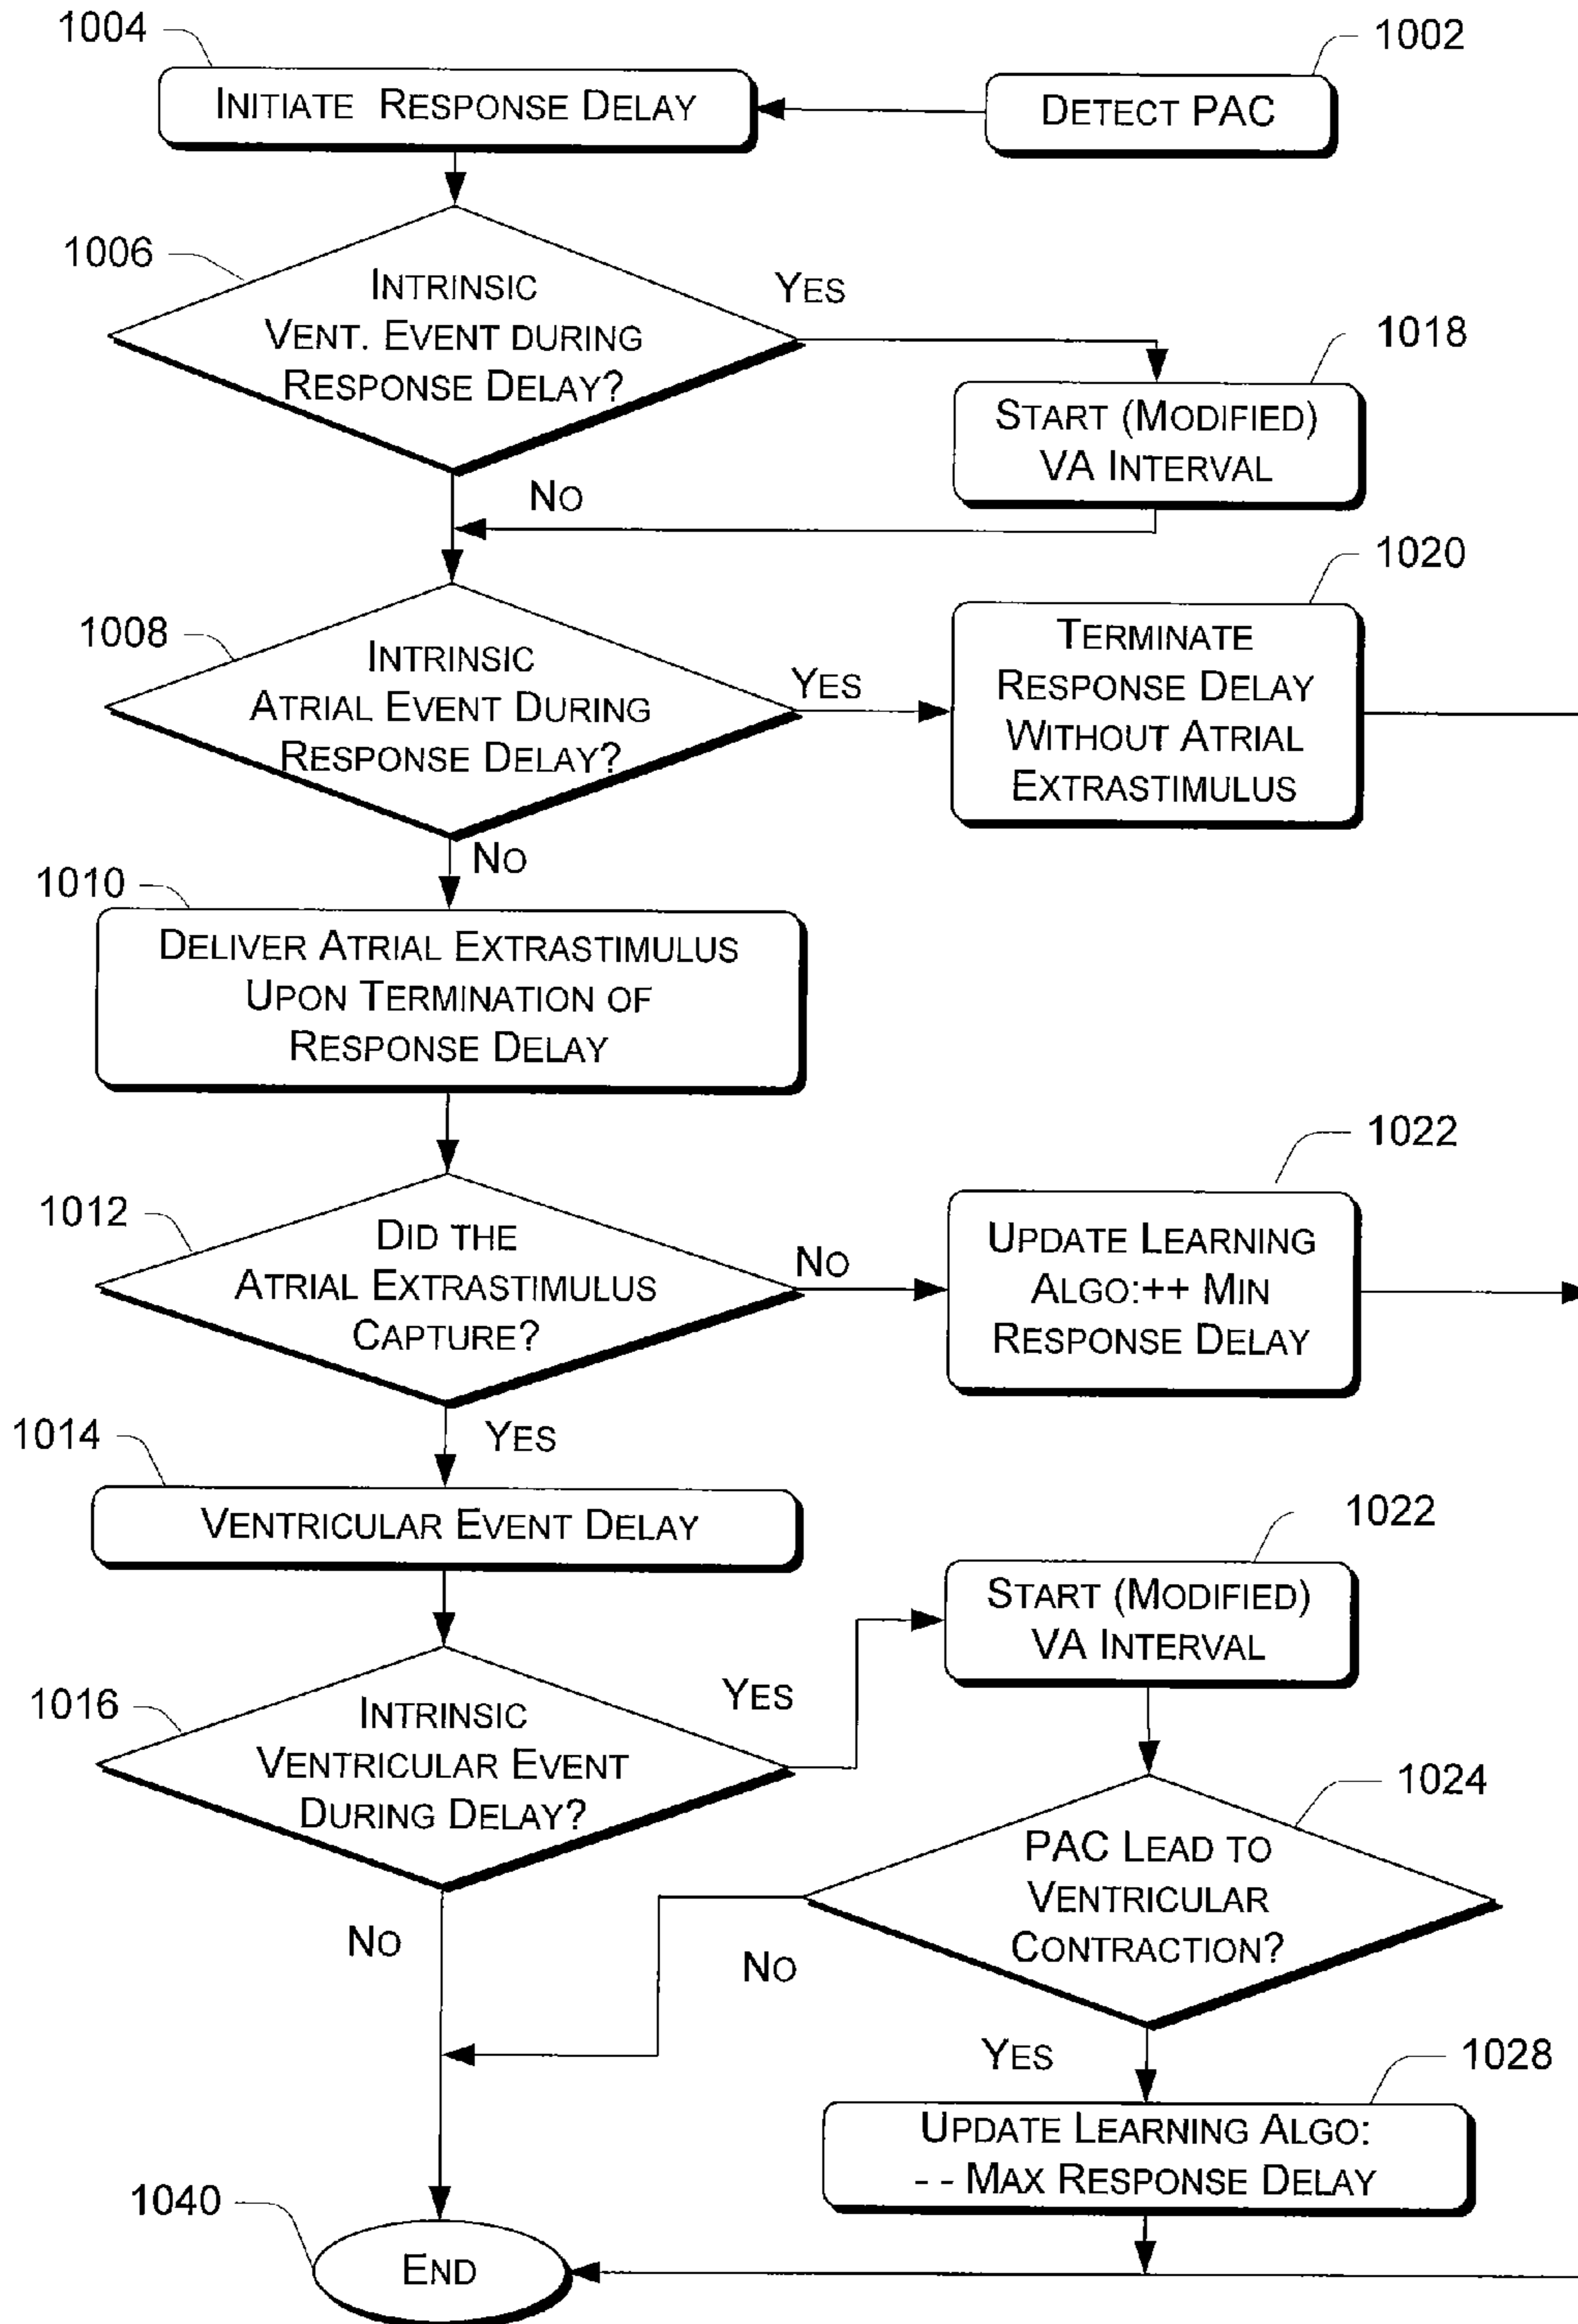 1004
1002
INITIATE RESPONSE DELAY
DETECT PAC
1006
INTRINSIC
VENT. EVENT DURING
RESPONSE DELAY?
YES
1018
START (MODIFIED)
VA INTERVAL
NO
1020
1008
INTRINSIC
ATRIAL EVENT DURING
RESPONSE DELAY?
YES
TERMINATE
RESPONSE DELAY
WITHOUT ATRIAL
EXTRASTIMULUS
NO
1010
DELIVER ATRIAL EXTRASTIMULUS
UPON TERMINATION OF
RESPONSE DELAY
1022
1012
DID THE
ATRIAL EXTRASTIMULUS
CAPTURE?
NO
UPDATE LEARNING
ALGO:++ MIN
RESPONSE DELAY
YES
1014
VENTRICULAR EVENT DELAY
1022
START (MODIFIED)
VA INTERVAL
1016
INTRINSIC
VENTRICULAR EVENT
DURING DELAY?
YES
1024
PAC LEAD TO
VENTRICULAR
CONTRACTION?
NO
NO
YES
1028
UPDATE LEARNING ALGO:
- - MAX RESPONSE DELAY
1040
END